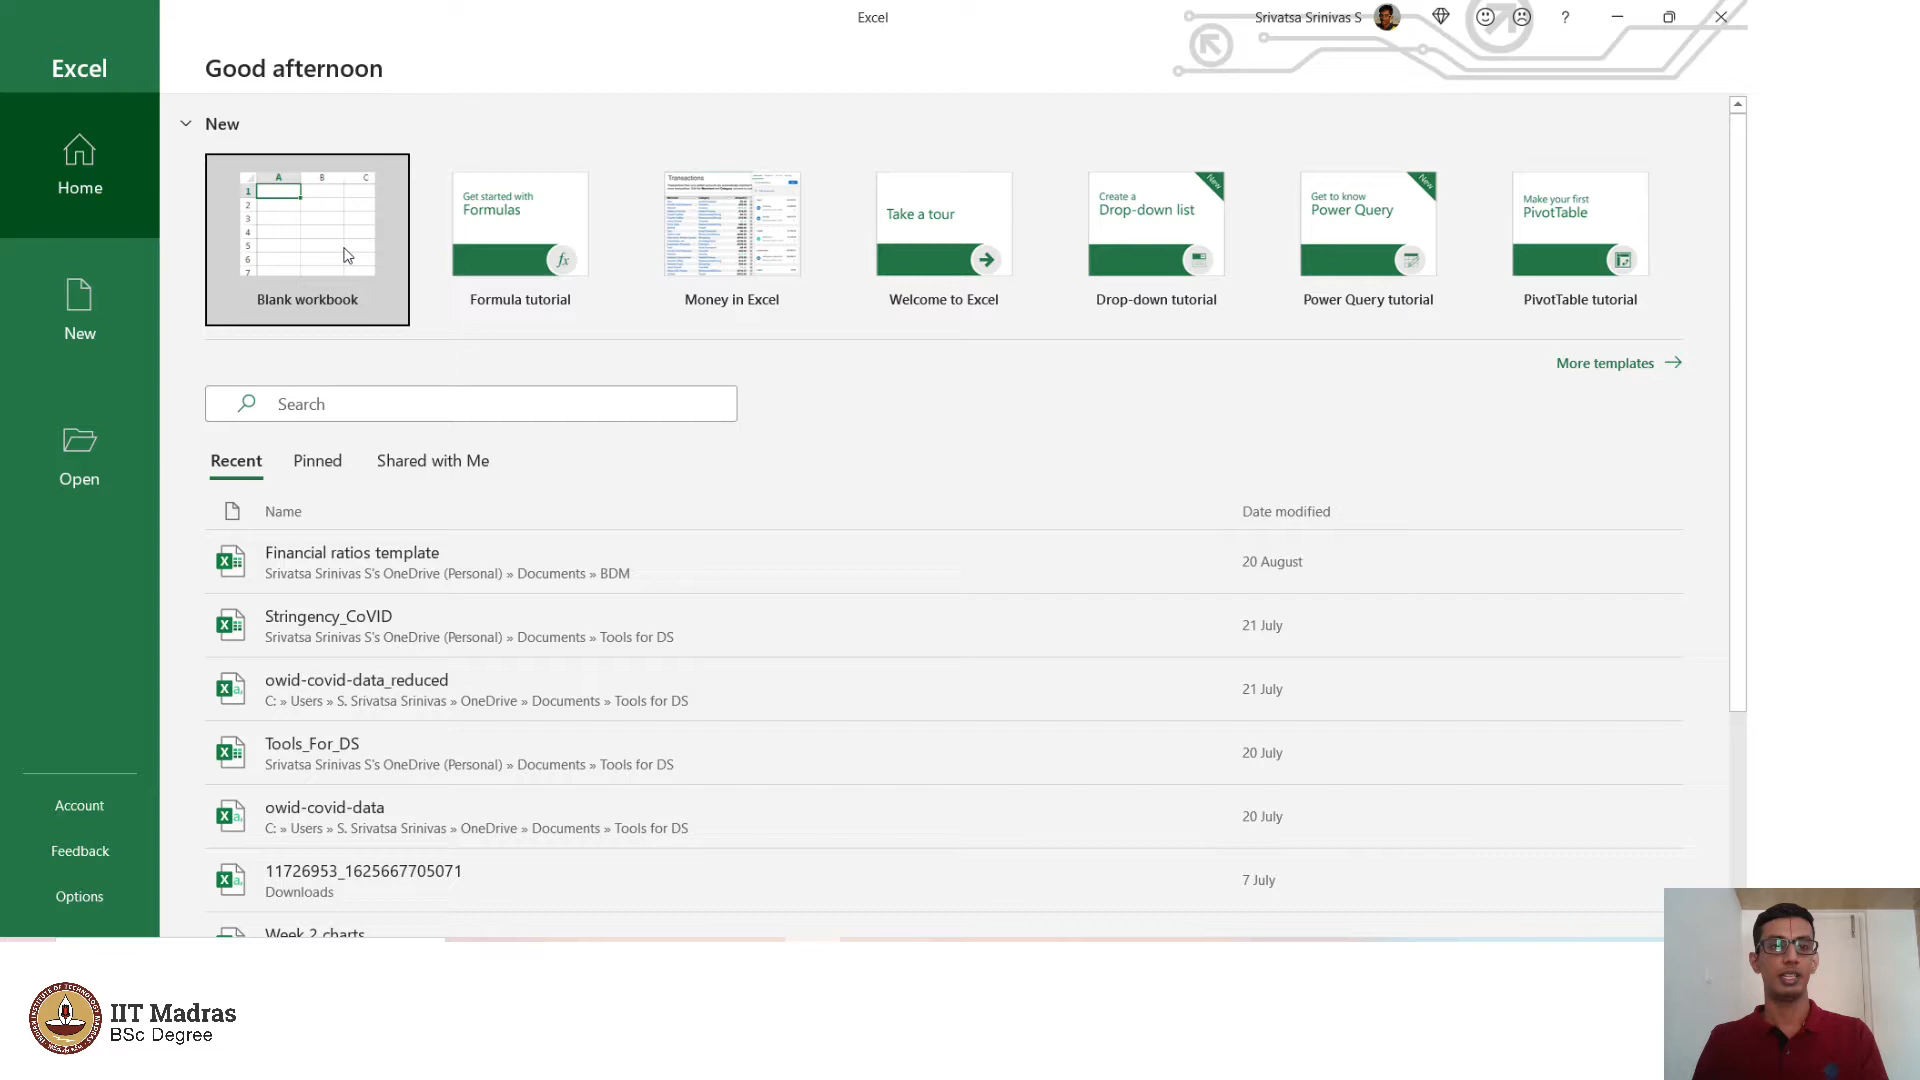 Excel
Srivatsa Srinivas S
?
Excel
Good afternoon
Home
New
Open
Account
Feedback
Options
New
A B C
1
2
3
4
5
6
7
Blank workbook
Get started with
Formulas
fx
Formula tutorial
Transactions
Money in Excel
Take a tour
Welcome to Excel
Create a
Drop-down list
New
Drop-down tutorial
Get to know
Power Query
New
Power Query tutorial
Make your first
PivotTable
PivotTable tutorial
More templates
Search
Recent Pinned Shared with Me
Name Date modified
Financial ratios template
Srivatsa Srinivas S's OneDrive (Personal) » Documents » BDM
20 August
Stringency_CoVID
Srivatsa Srinivas S's OneDrive (Personal) » Documents » Tools for DS
21 July
owid-covid-data_reduced
C: » Users » S. Srivatsa Srinivas » OneDrive » Documents » Tools for DS
21 July
Tools_For_DS
Srivatsa Srinivas S's OneDrive (Personal) » Documents » Tools for DS
20 July
owid-covid-data
C: » Users » S. Srivatsa Srinivas » OneDrive » Documents » Tools for DS
20 July
11726953_1625667705071
Downloads
7 July
Week 2 charts
IIT Madras
BSc Degree